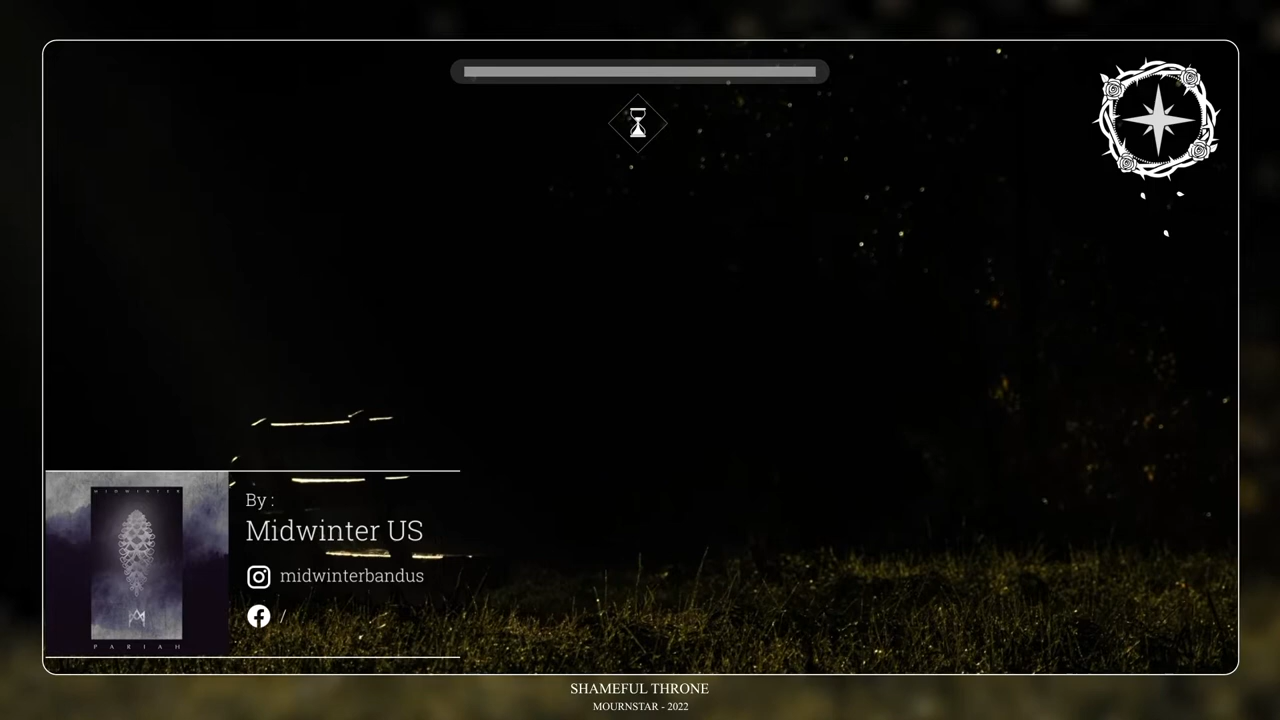 MIDWINTER
PARIAH
By :
Midwinter US
midwinterbandus
/
SHAMEFUL THRONE
MOURNSTAR - 2022